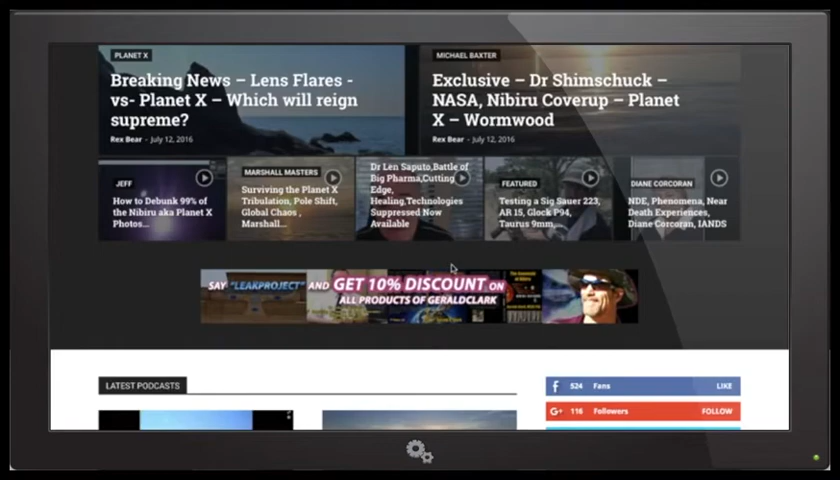 PLANET X
Breaking News – Lens Flares -
-vs- Planet X – Which will reign
supreme?
Rex Bear - July 12, 2016
MICHAEL BAXTER
Exclusive – Dr Shimschuck –
NASA, Nibiru Coverup – Planet
X – Wormwood
Rex Bear - July 12, 2016
JEFF
How to Debunk 99% of
the Nibiru aka Planet X
Photos...
MARSHALL MASTERS
Surviving the Planet X
Tribulation, Pole Shift,
Global Chaos ,
Marshall...
Dr Len Saputo,Battle of
Big Pharma,Cutting
Edge,
Healing,Technologies
Suppressed Now
Available
FEATURED
Testing a Sig Sauer 223,
AR 15, Glock P94,
Taurus 9mm,
DIANE CORCORAN
NDE, Phenomena, Near
Death Experiences,
Diane Corcoran, IANDS
SAY "LEAKPROJECT" AND GET 10% DISCOUNT ON
ALL PRODUCTS OF GERALDCLARK
LATEST PODCASTS
524 Fans LIKE
G+ 116 Followers FOLLOW